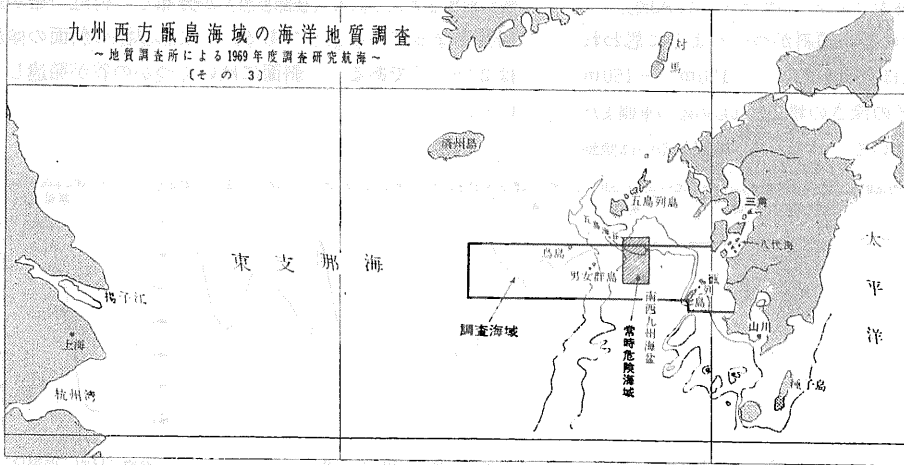 九州西方甑島海域の海洋地質調査
~地質調査所による1969年度調査研究航海~
〔その 3〕
対馬
済州島
五島列島
三角
八代海
五島海谷
鳥島
男女群島
甑列島
東支那海
太平洋
揚子江
上海
杭州湾
調査海域
常時危険海域
南西九州海盆
山川
種子島